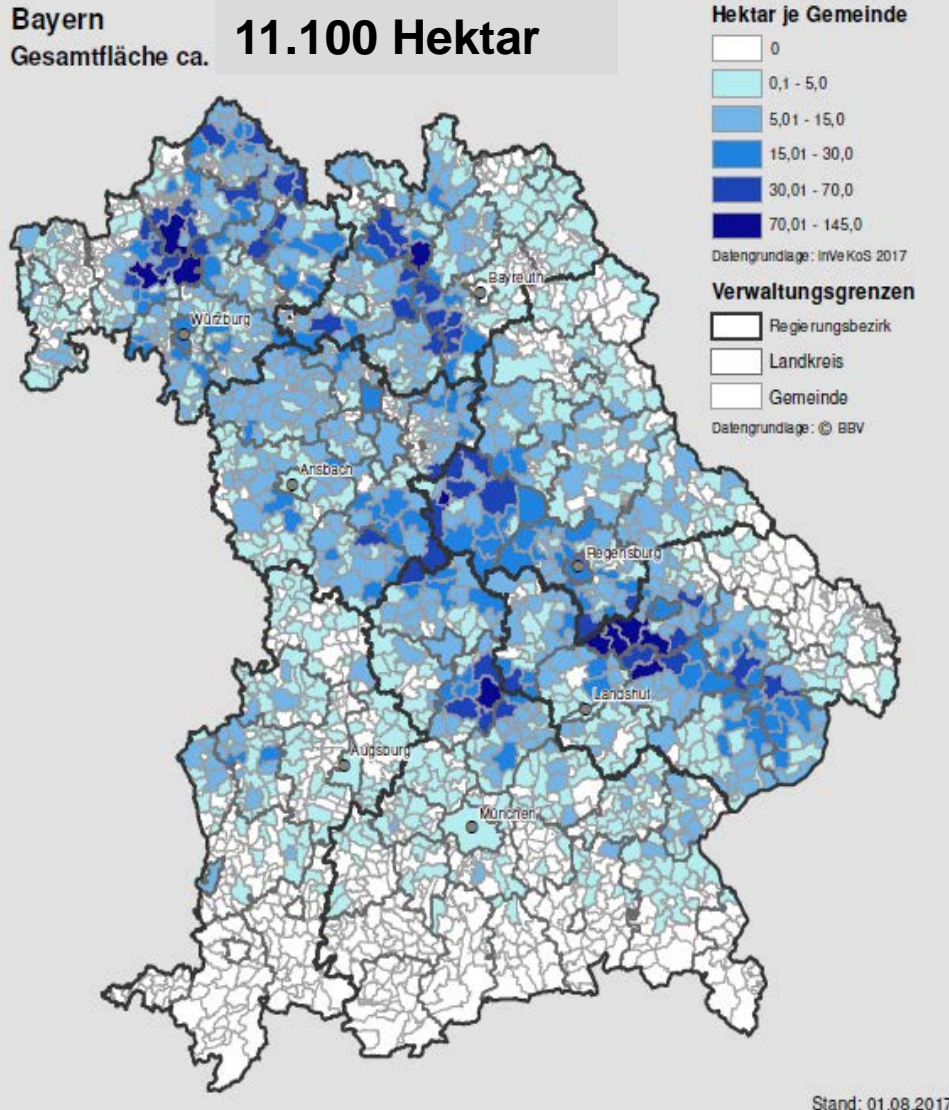 Bayern
Gesamtfläche ca. 11.100 Hektar
Hektar je Gemeinde
0
0,1 - 5,0
5,01 - 15,0
15,01 - 30,0
30,01 - 70,0
70,01 - 145,0
Datengrundlage: InVeKoS 2017
Verwaltungsgrenzen
Regierungsbezirk
Landkreis
Gemeinde
Datengrundlage: © BBV
Bayreuth
Würzburg
Ansbach
Regensburg
Landshut
Augsburg
München
Stand: 01.08.2017